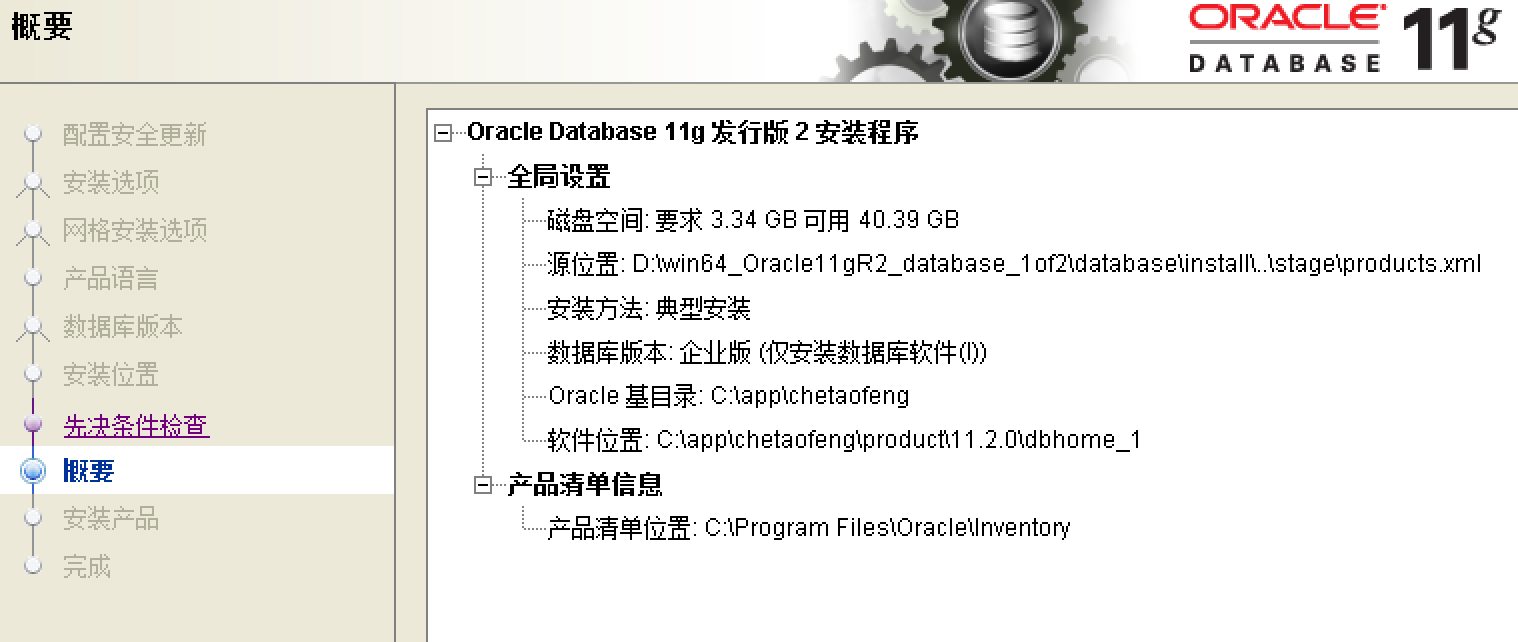 概要
ORACLE
DATABASE
11g
配置安全更新
安装选项
网格安装选项
产品语言
数据库版本
安装位置
先决条件检查
概要
安装产品
完成
Oracle Database 11g 发行版 2 安装程序
全局设置
磁盘空间: 要求 3.34 GB 可用 40.39 GB
源位置: D:\win64_Oracle11gR2_database_1of2\database\install\..\stage\products.xml
安装方法: 典型安装
数据库版本: 企业版 (仅安装数据库软件(I))
Oracle 基目录: C:\app\chetaofeng
软件位置: C:\app\chetaofeng\product\11.2.0\dbhome_1
产品清单信息
产品清单位置: C:\Program Files\Oracle\Inventory